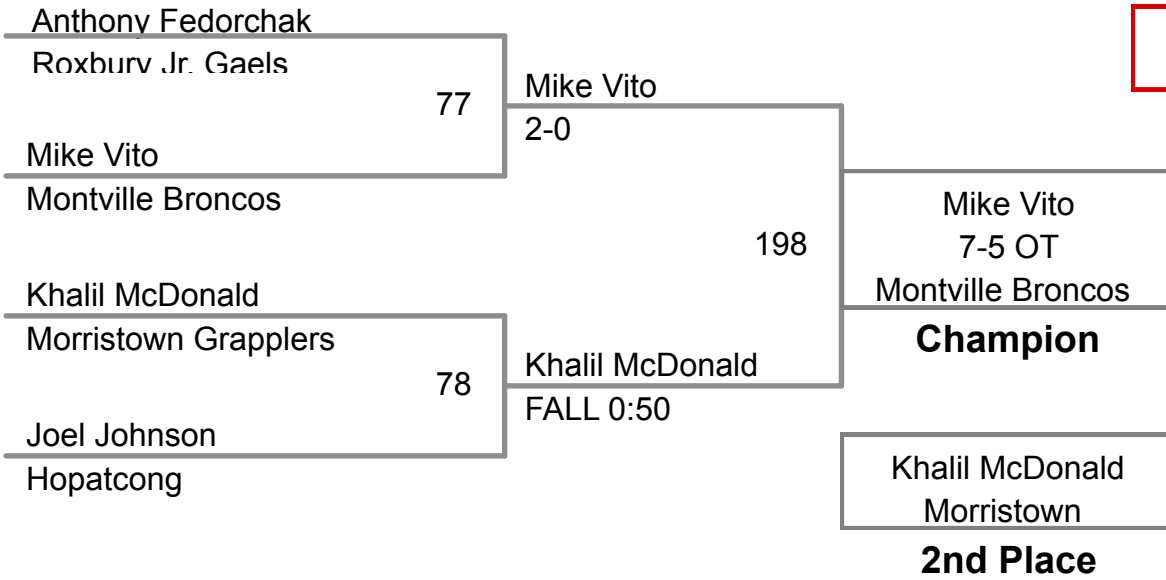 Anthony Fedorchak
Roxbury Jr. Gaels
77
Mike Vito
2-0
Mike Vito
Montville Broncos
198
Mike Vito
7-5 OT
Montville Broncos
Champion
Khalil McDonald
Morristown Grapplers
78
Khalil McDonald
FALL 0:50
Joel Johnson
Hopatcong
Khalil McDonald
Morristown
2nd Place